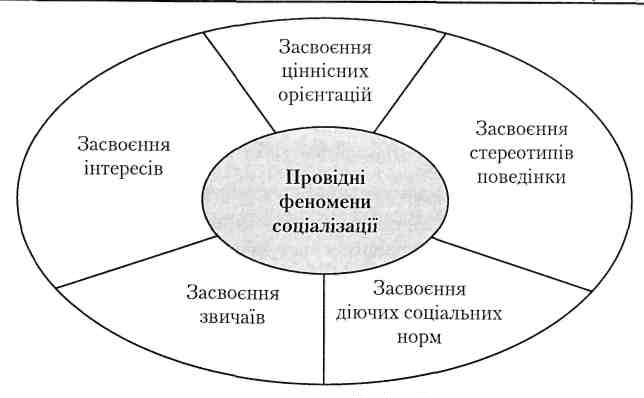 Засвоєння
ціннісних
орієнтацій
Засвоєння
стереотипів
поведінки
Засвоєння
інтересів
Провідні
феномени
соціалізації
Засвоєння
звичаїв
Засвоєння
діючих соціальних
норм